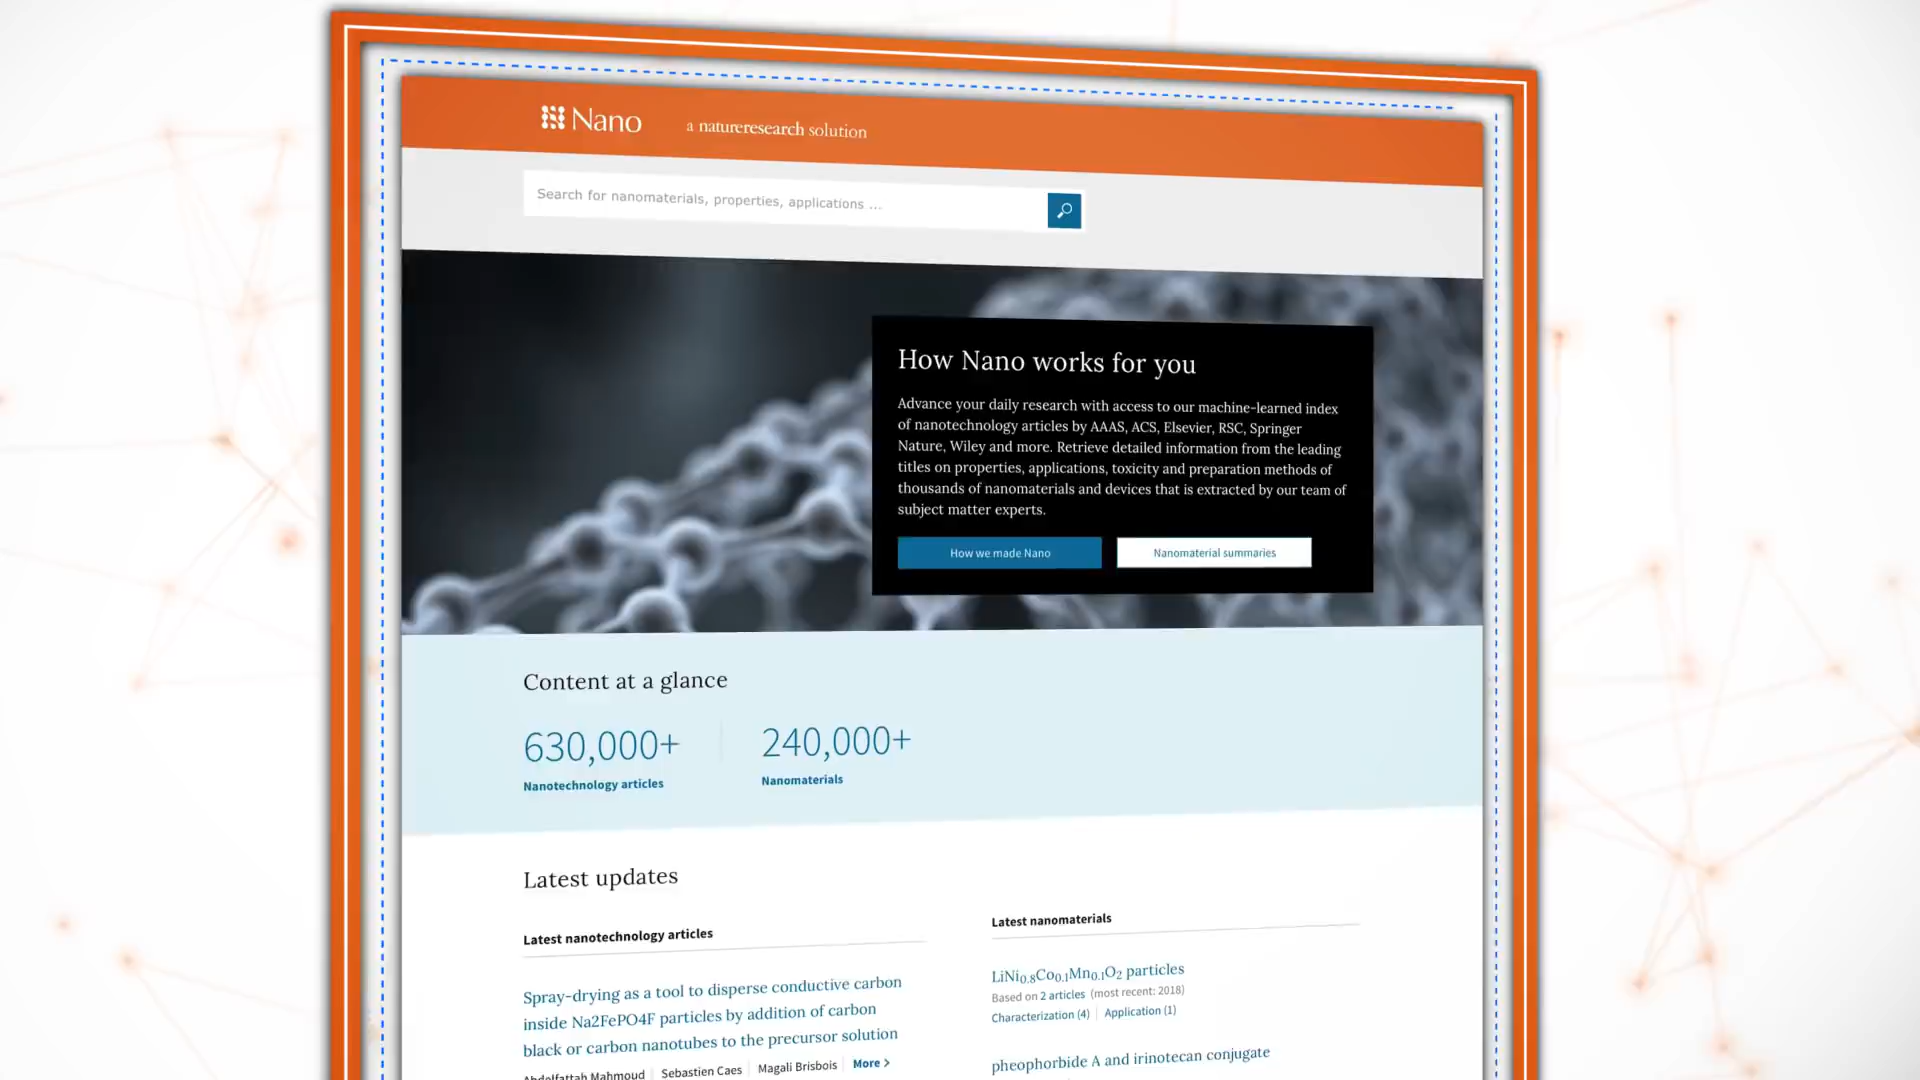 Nano
a natureresearch solution
Search for nanomaterials, properties, applications ...
How Nano works for you
Advance your daily research with access to our machine-learned index
of nanotechnology articles by AAAS, ACS, Elsevier, RSC, Springer
Nature, Wiley and more. Retrieve detailed information from the leading
titles on properties, applications, toxicity and preparation methods of
thousands of nanomaterials and devices that is extracted by our team of
subject matter experts.
How we made Nano
Nanomaterial summaries
Content at a glance
630,000+
Nanotechnology articles
240,000+
Nanomaterials
Latest updates
Latest nanotechnology articles
Spray-drying as a tool to disperse conductive carbon
inside Na2FePO4F particles by addition of carbon
black or carbon nanotubes to the precursor solution
Abdelfattah Mahmoud | Sebastien Caes | Magali Brisbois | More >
Latest nanomaterials
LiNi₀.₈Co₀.₁Mn₀.₁O₂ particles
Based on 2 articles (most recent: 2018)
Characterization (4) | Application (1)
pheophorbide A and irinotecan conjugate